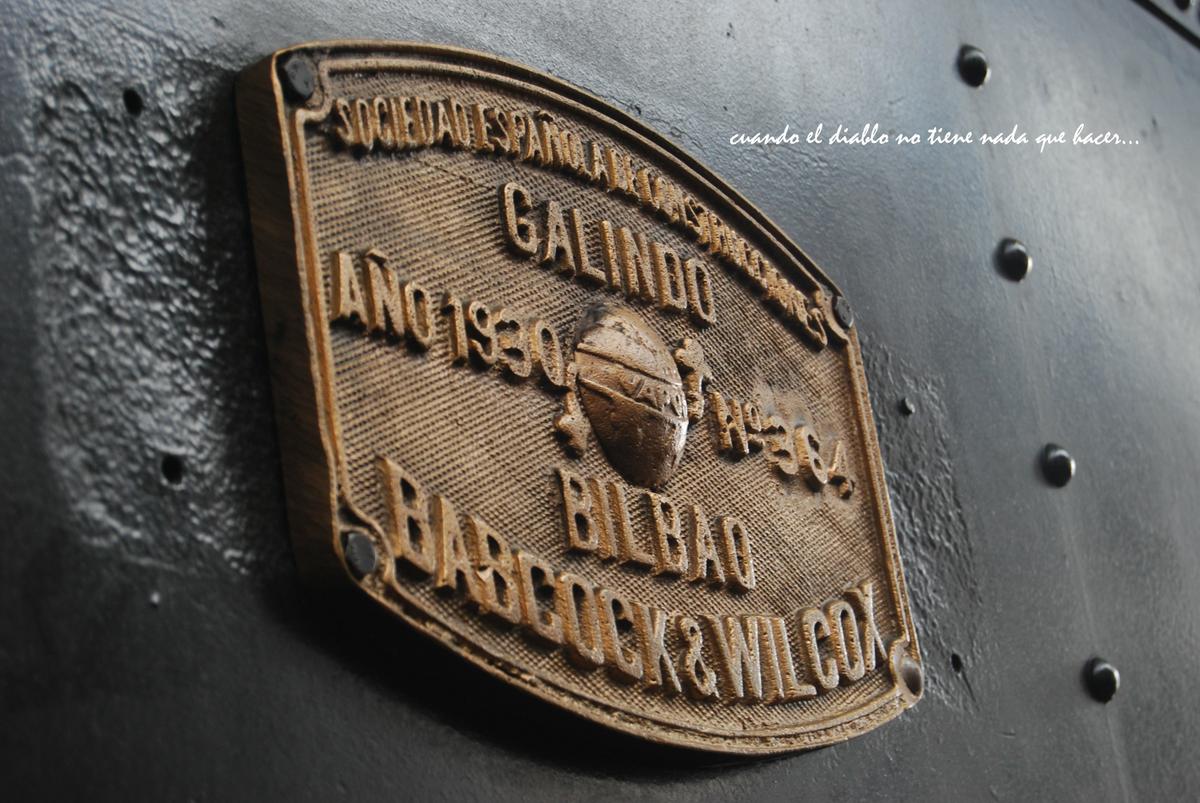 SOCIEDAD ESPAÑOLA DE CONSTRUCCIONES
GALINDO
AÑO 1930 Nº 364
BILBAO
BABCOCK & WILCOX
cuando el diablo no tiene nada que hacer...